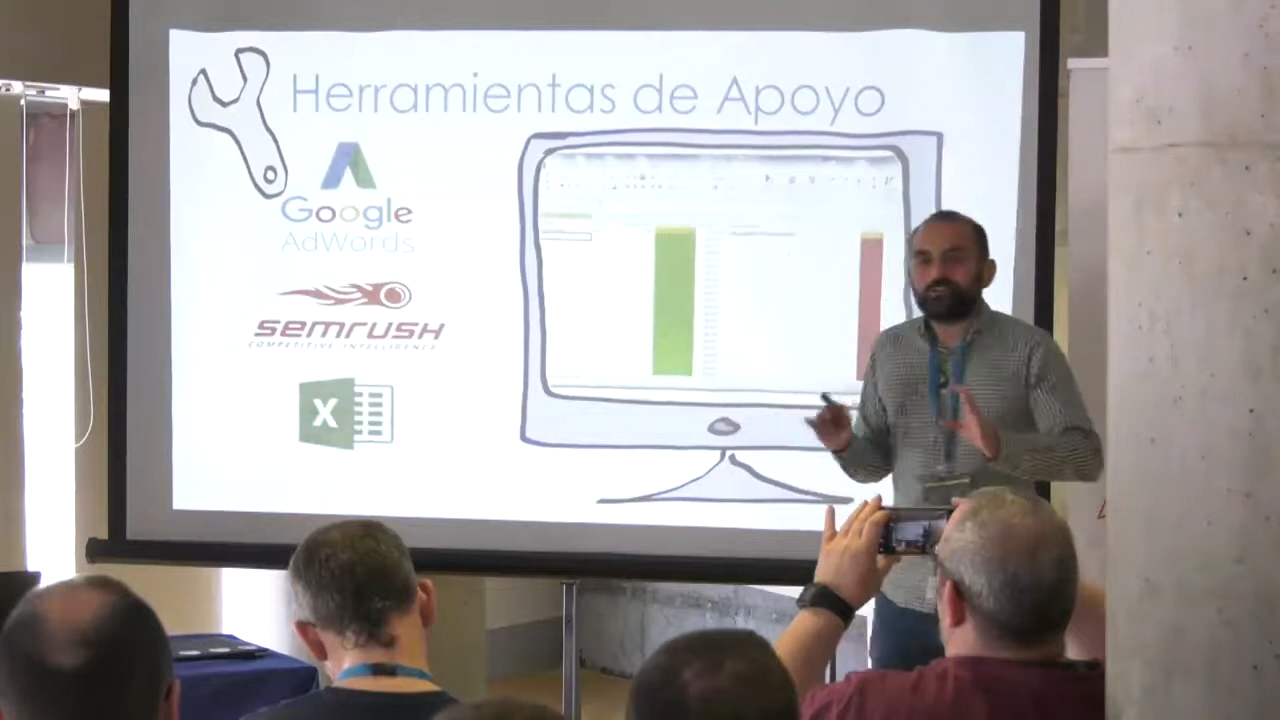 Herramientas de Apoyo
Google
AdWords
SEMRUSH
COMPETITIVE INTELLIGENCE
X